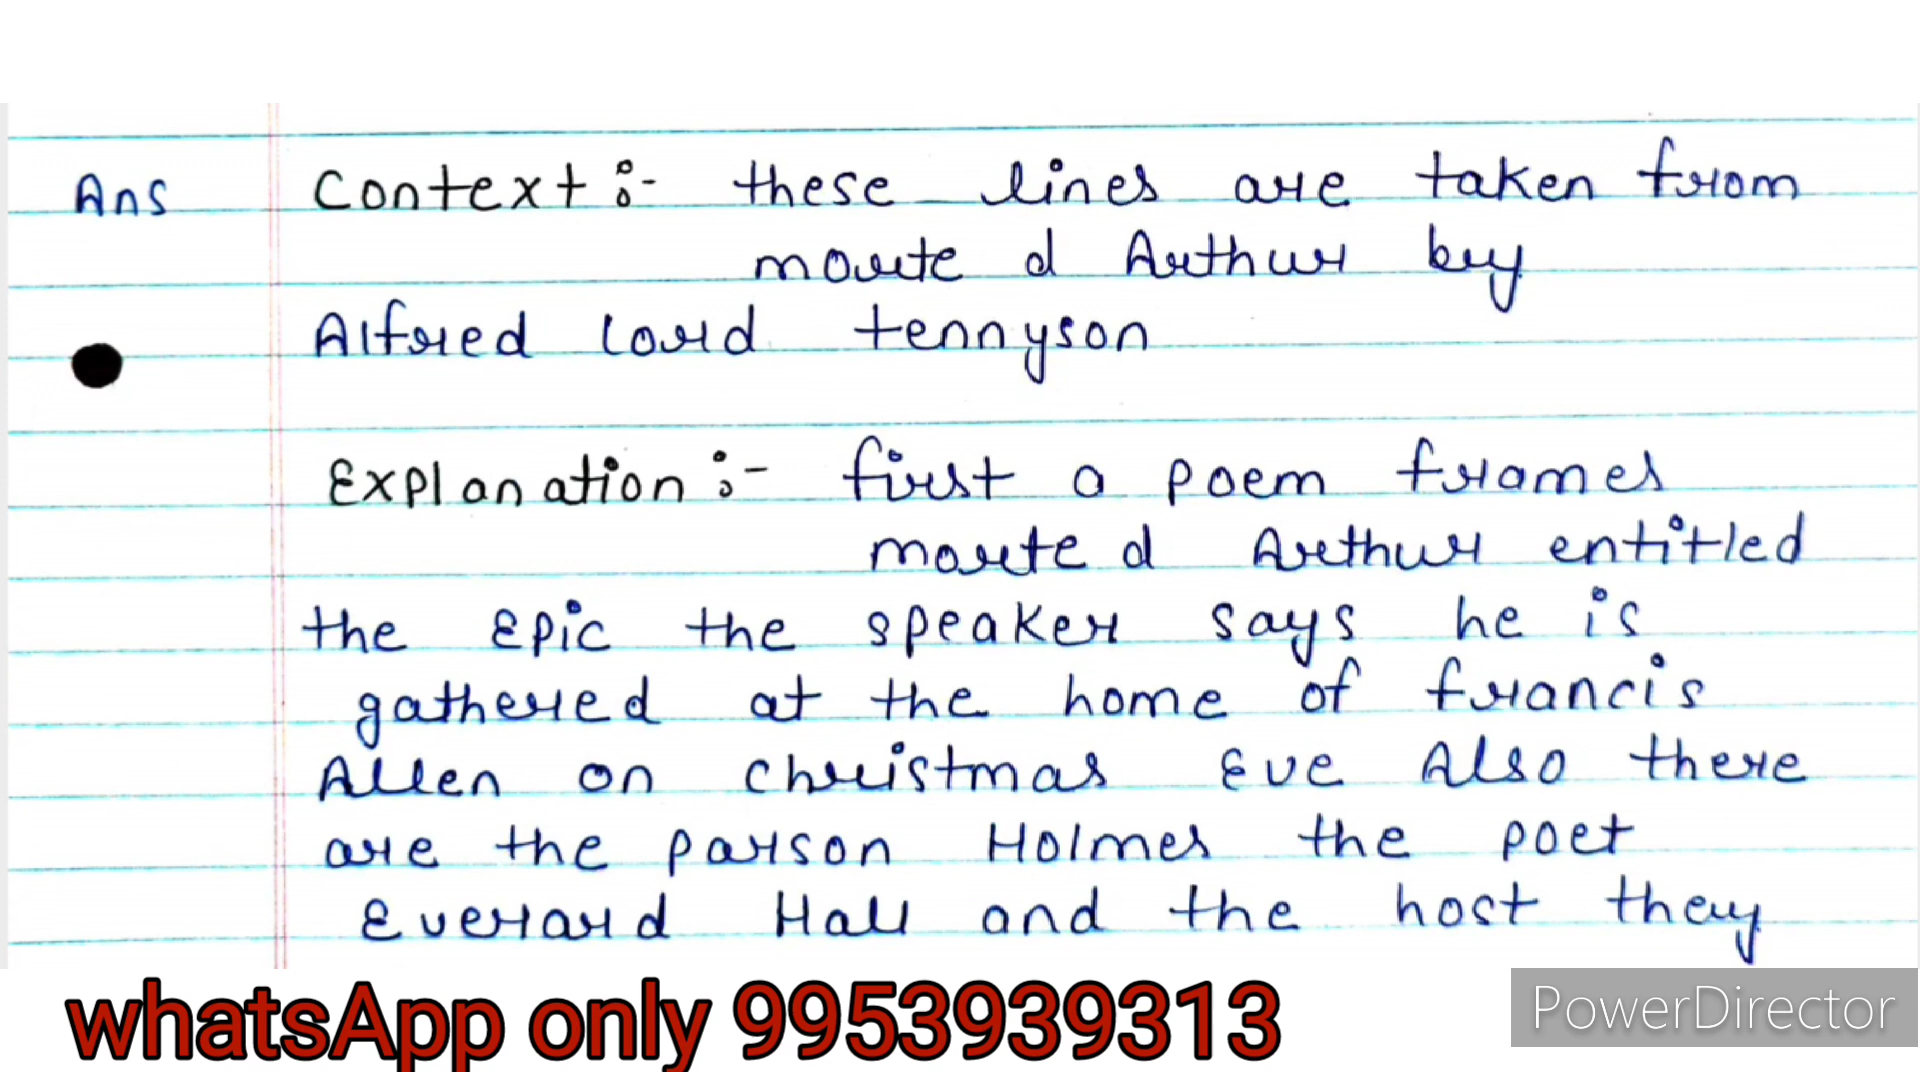 Ans Context :- these lines are taken from
morte d Arthur by
Alfred lord tennyson
Explanation :- first a poem frames
morte d Arthur entitled
the Epic the speaker says he is
gathered at the home of francis
Allen on christmas Eve Also there
are the parson Holmes the poet
Everard Hall and the host they
whatsApp only 9953939313
PowerDirector